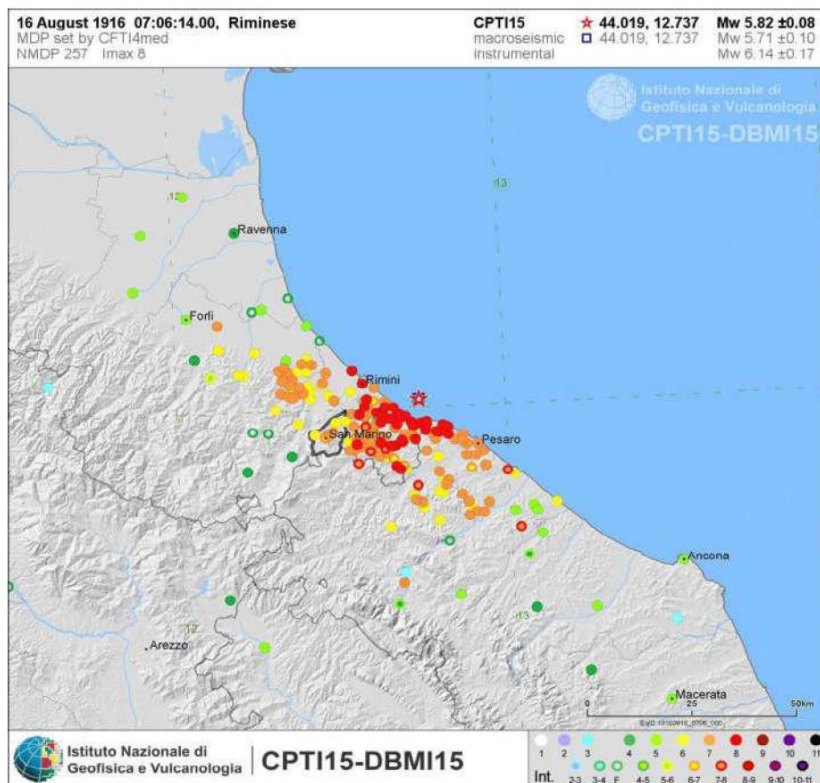 16 August 1916 07:06:14.00, Riminese
MDP set by CFTI4med
NMDP 257 Imax 8
CPTI15 44.019, 12.737 Mw 5.82 ±0.08
macroseismic 44.019, 12.737 Mw 5.71 ±0.10
instrumental Mw 6.14 ±0.17
Istituto Nazionale di
Geofisica e Vulcanologia
CPTI15-DBMI15
12
13
Ravenna
Forlì
Rimini
San Marino
Pesaro
Ancona
13
12
Arezzo
Macerata
0 25 50km
Istituto Nazionale di
Geofisica e Vulcanologia
CPTI15-DBMI15
Int.
1 2 3 4 5 6 7 8 9 10 11
2-3 3-4 F 4-5 5-6 6-7 7-8 8-9 9-10 10-11